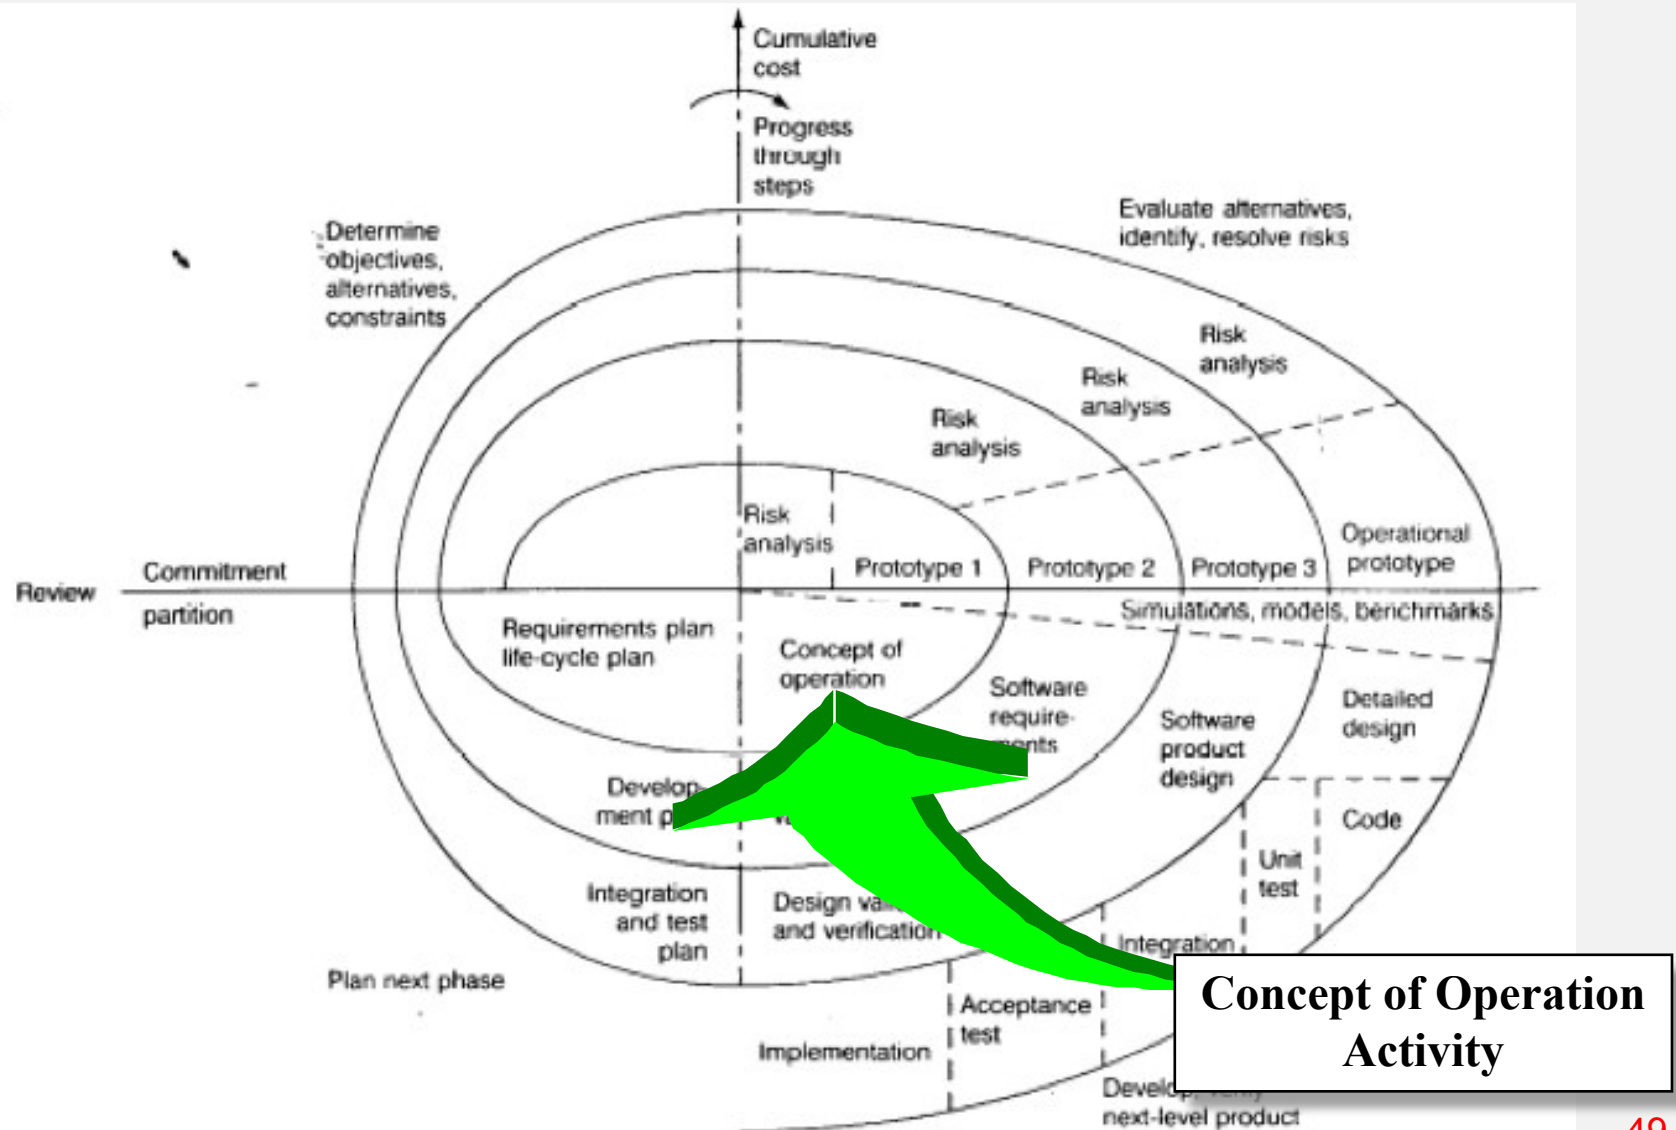 Cumulative
cost
Progress
through
steps
Evaluate alternatives,
identify, resolve risks
Determine
objectives,
alternatives,
constraints
Risk
analysis
Risk
analysis
Risk
analysis
Risk
analysis
Operational
prototype
Prototype 1
Prototype 2
Prototype 3
Review
Commitment
partition
Simulations, models, benchmarks
Requirements plan
life-cycle plan
Concept of
operation
Software
require-
ments
Software
product
design
Detailed
design
Develop-
ment
Code
Unit
test
Integration
and test
plan
Design
and verification
Integration
Plan next phase
Acceptance
test
Implementation
Concept of Operation
Activity
next-level product